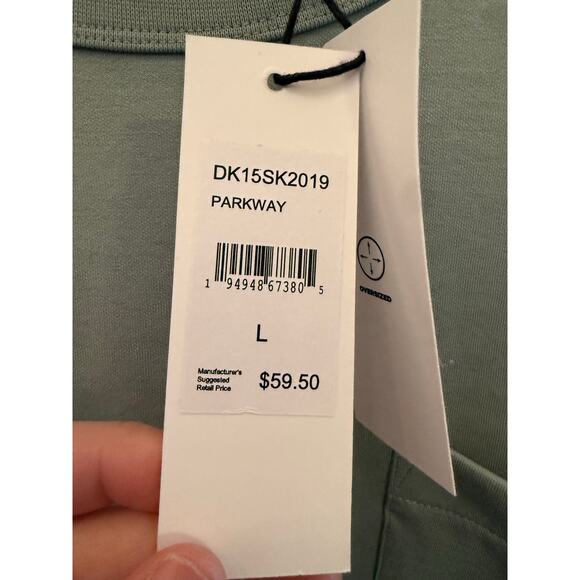 DK15SK2019
PARKWAY
1 94948 67380 5
L
Manufacturer's
Suggested
Retail Price
$59.50
OVERSIZED